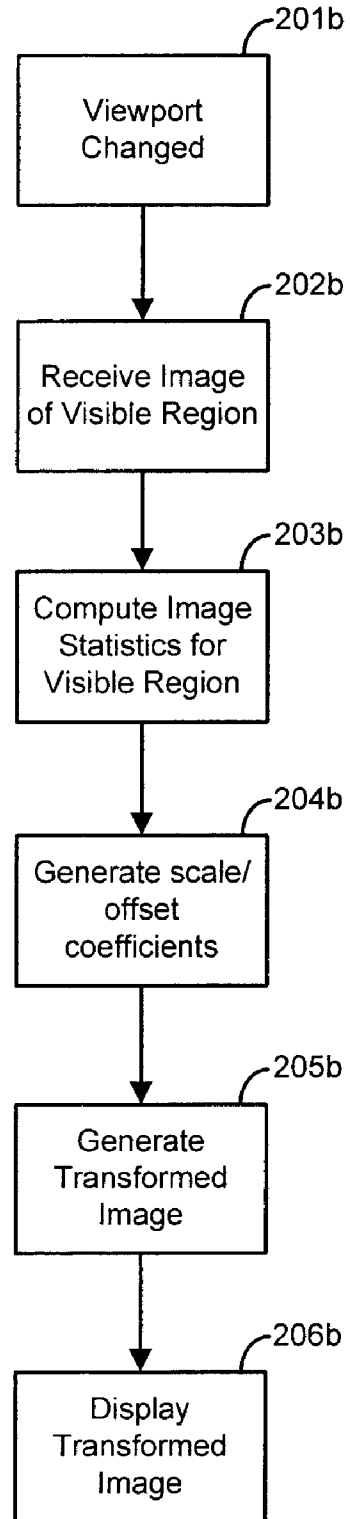 201b
Viewport
Changed
202b
Receive Image
of Visible Region
203b
Compute Image
Statistics for
Visible Region
204b
Generate scale/
offset
coefficients
205b
Generate
Transformed
Image
206b
Display
Transformed
Image